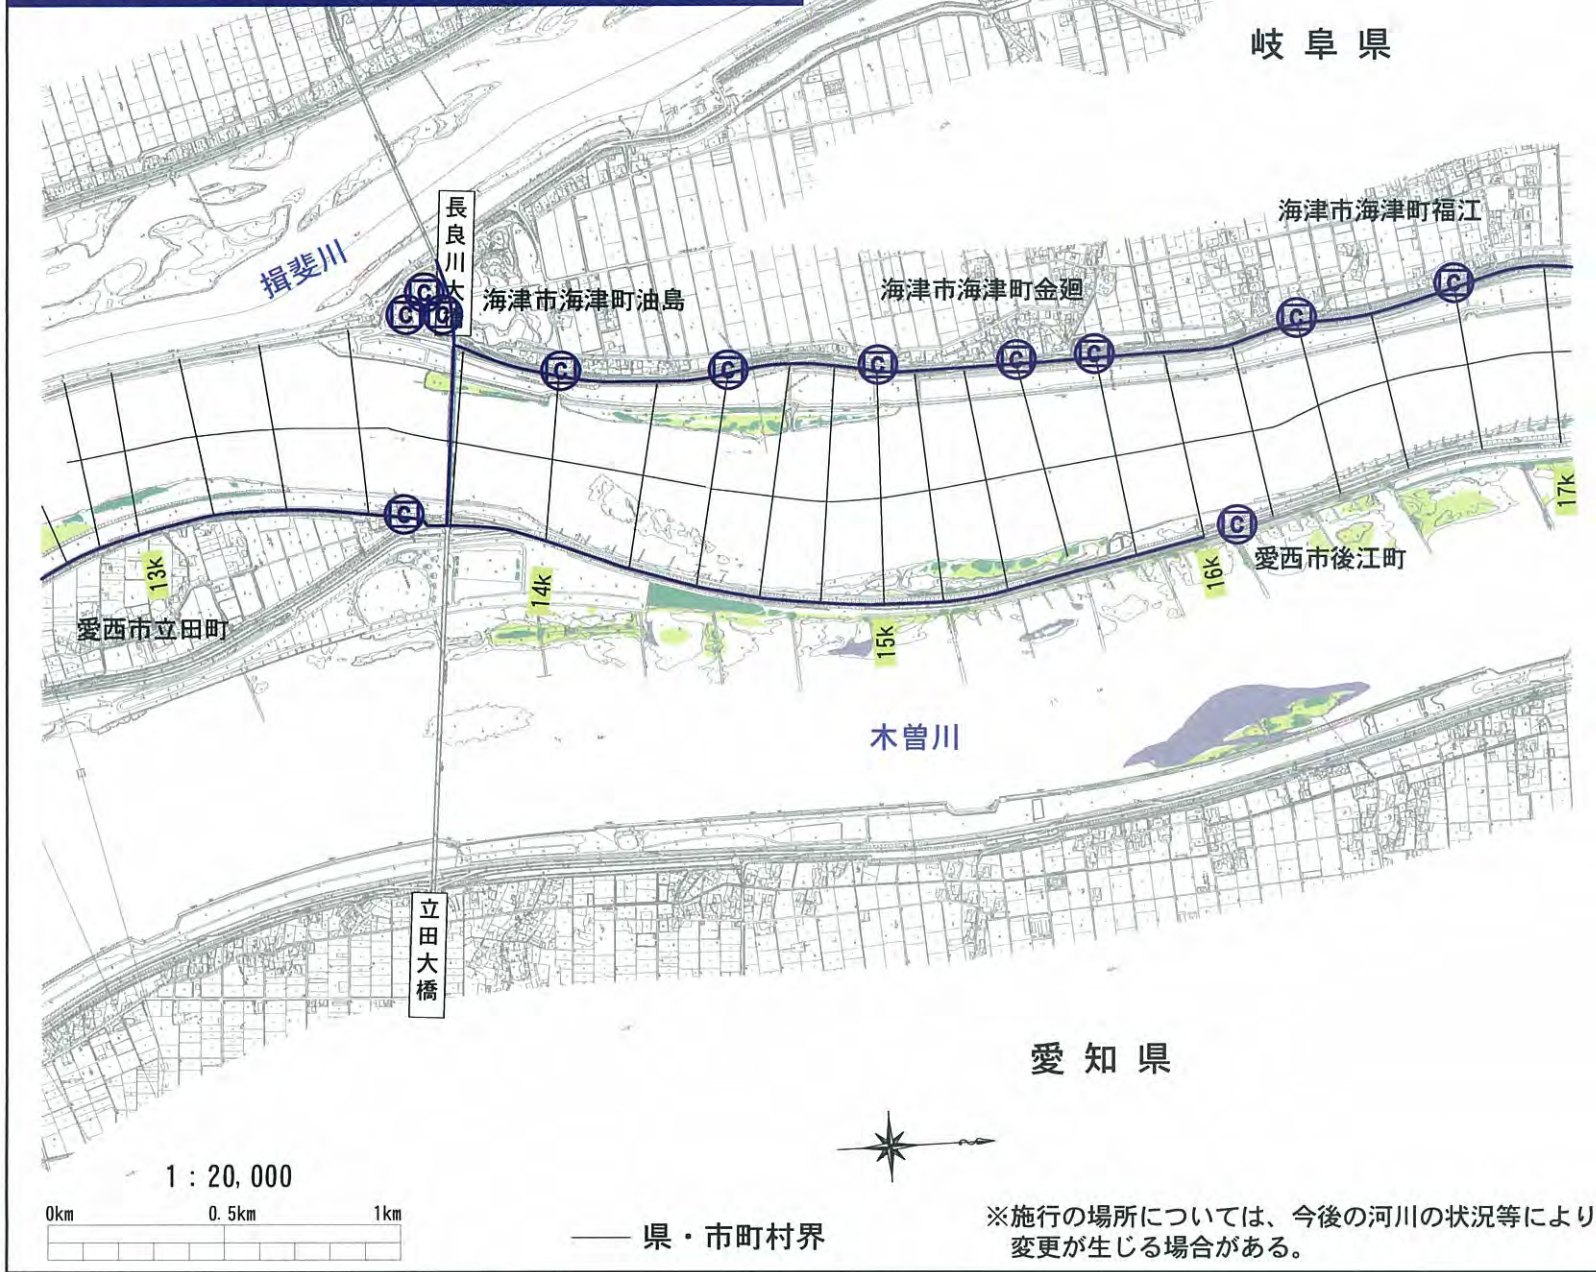 岐阜県
海津市海津町福江
長良川大
揖斐川
海津市海津町油島
海津市海津町金廻
C
C
C
C
C
C
C
C
C
C
C
C
13k
14k
15k
16k
17k
愛西市後江町
愛西市立田町
木曽川
立田大橋
愛知県
1:20,000
0km 0.5km 1km
県・市町村界
※施行の場所については、今後の河川の状況等により
変更が生じる場合がある。